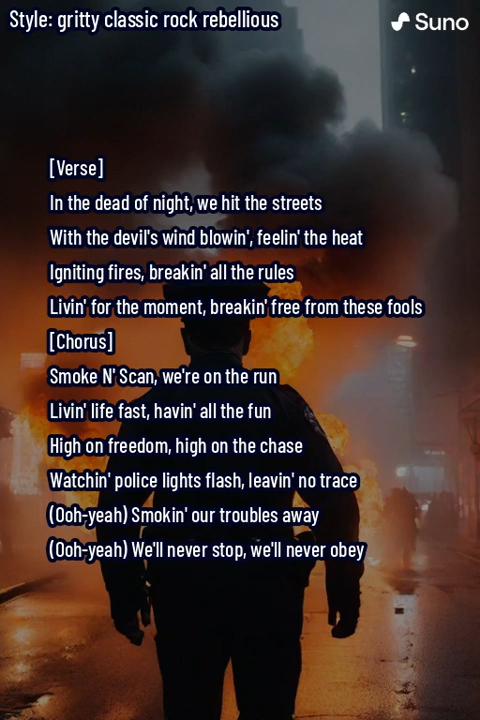 Style: gritty classic rock rebellious
Suno
[Verse]
In the dead of night, we hit the streets
With the devil's wind blowin', feelin' the heat
Igniting fires, breakin' all the rules
Livin' for the moment, breakin' free from these fools
[Chorus]
Smoke N' Scan, we're on the run
Livin' life fast, havin' all the fun
High on freedom, high on the chase
Watchin' police lights flash, leavin' no trace
(Ooh-yeah) Smokin' our troubles away
(Ooh-yeah) We'll never stop, we'll never obey